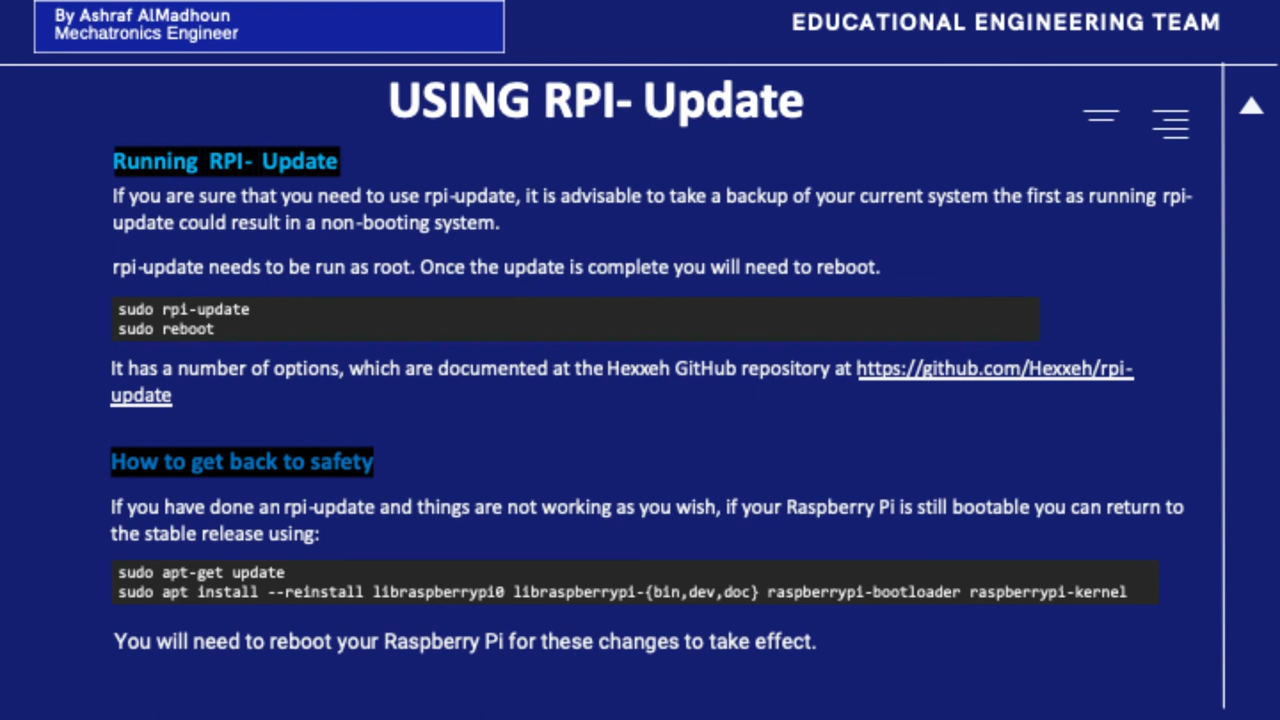 By Ashraf AlMadhoun
Mechatronics Engineer
EDUCATIONAL ENGINEERING TEAM
USING RPI- Update
Running RPI- Update
If you are sure that you need to use rpi-update, it is advisable to take a backup of your current system the first as running rpi-
update could result in a non-booting system.
rpi-update needs to be run as root. Once the update is complete you will need to reboot.
sudo rpi-update
sudo reboot
It has a number of options, which are documented at the Hexxeh GitHub repository at https://github.com/Hexxeh/rpi-
update
How to get back to safety
If you have done an rpi-update and things are not working as you wish, if your Raspberry Pi is still bootable you can return to
the stable release using:
sudo apt-get update
sudo apt install --reinstall libraspberrypi0 libraspberrypi-{bin,dev,doc} raspberrypi-bootloader raspberrypi-kernel
You will need to reboot your Raspberry Pi for these changes to take effect.